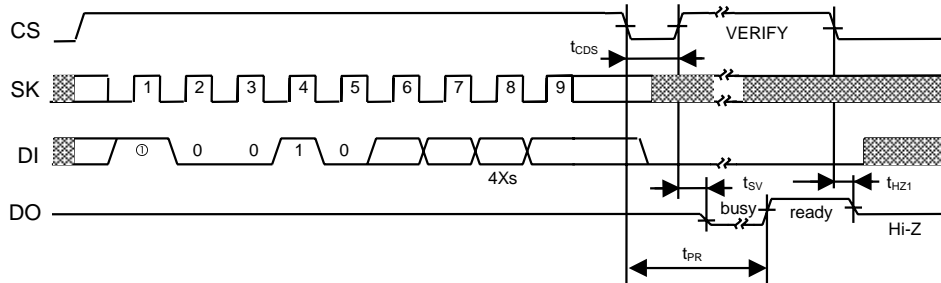 CS
VERIFY
tCDS
SK 1 2 3 4 5 6 7 8 9
DI ① 0 0 1 0
4Xs
tSV
tHZ1
DO busy ready
Hi-Z
tPR